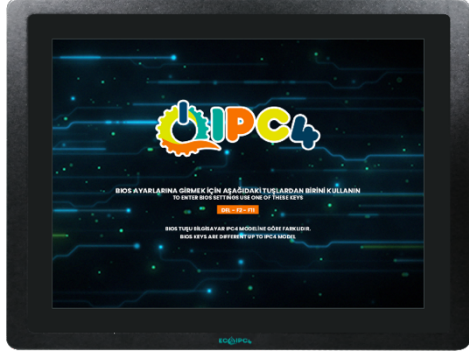 IPC4
BIOS AYARLARINA GİRMEK İÇİN AŞAĞIDAKİ TUŞLARDAN BİRİNİ KULLANIN
TO ENTER BIOS SETTINGS USE ONE OF THESE KEYS
DEL - F2 - F11
BIOS TUŞU BİLGİSAYAR IPC4 MODELİNE GÖRE FARKLIDIR.
BIOS KEYS ARE DIFFERENT UP TO IPC4 MODEL